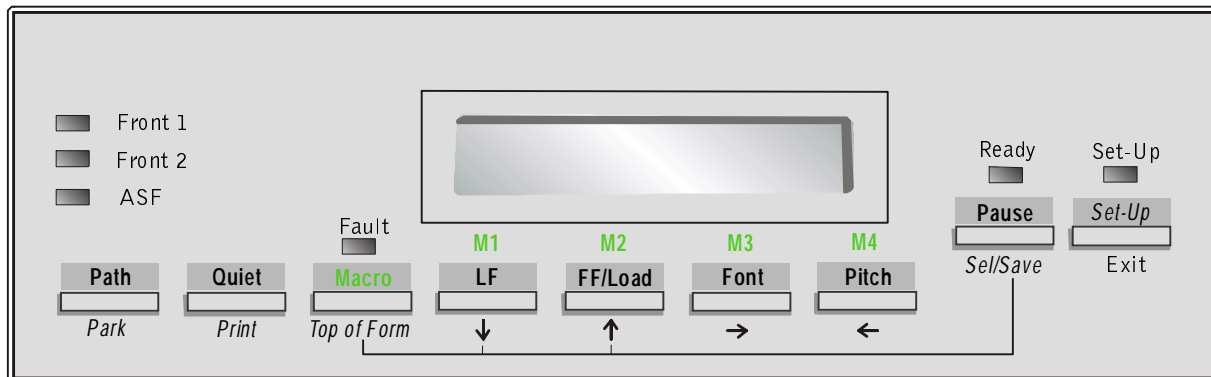 Front 1
Front 2
ASF
Ready Set-Up
Fault
M1 M2 M3 M4
Pause Set-Up
Sel/Save Exit
Path Quiet Macro LF FF/Load Font Pitch
Park Print Top of Form ↓ ↑ → ←